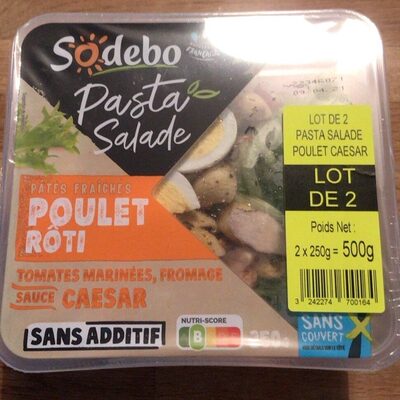 Sodebo
Pasta
Salade
PÂTES FRAÎCHES
POULET
RÔTI
TOMATES MARINÉES, FROMAGE
SAUCE CAESAR
SANS ADDITIF
NUTRI-SCORE
B
LOT DE 2
PASTA SALADE
POULET CAESAR
LOT
DE 2
Poids Net :
2 x 250g = 500g
3 242274 700164
SANS
COUVERT